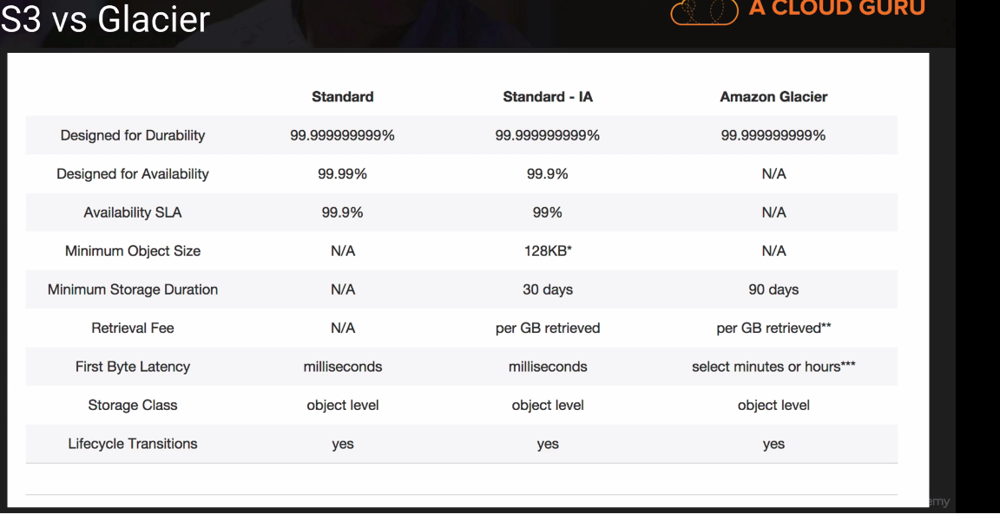 S3 vs Glacier
A CLOUD GURU
Standard Standard - IA Amazon Glacier
Designed for Durability 99.999999999% 99.999999999% 99.999999999%
Designed for Availability 99.99% 99.9% N/A
Availability SLA 99.9% 99% N/A
Minimum Object Size N/A 128KB* N/A
Minimum Storage Duration N/A 30 days 90 days
Retrieval Fee N/A per GB retrieved per GB retrieved**
First Byte Latency milliseconds milliseconds select minutes or hours***
Storage Class object level object level object level
Lifecycle Transitions yes yes yes